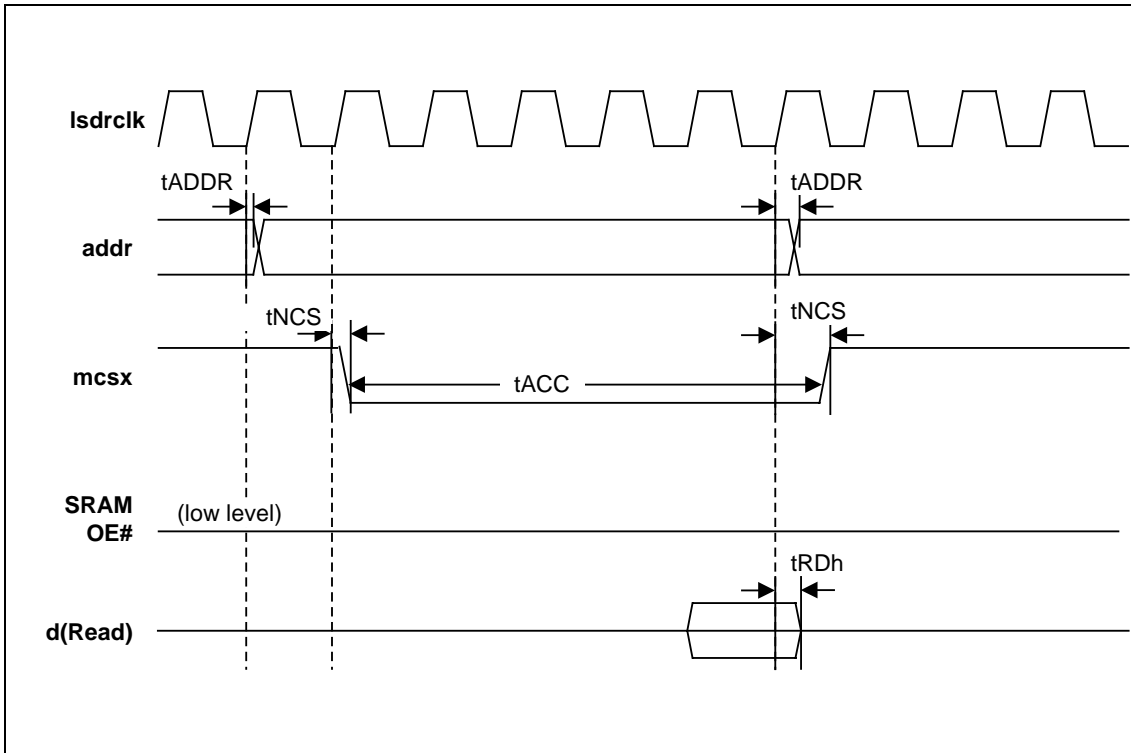 lsdrclk
tADDR tADDR
addr
tNCS tNCS
mcsx
tACC
SRAM
OE#
(low level)
tRDh
d(Read)